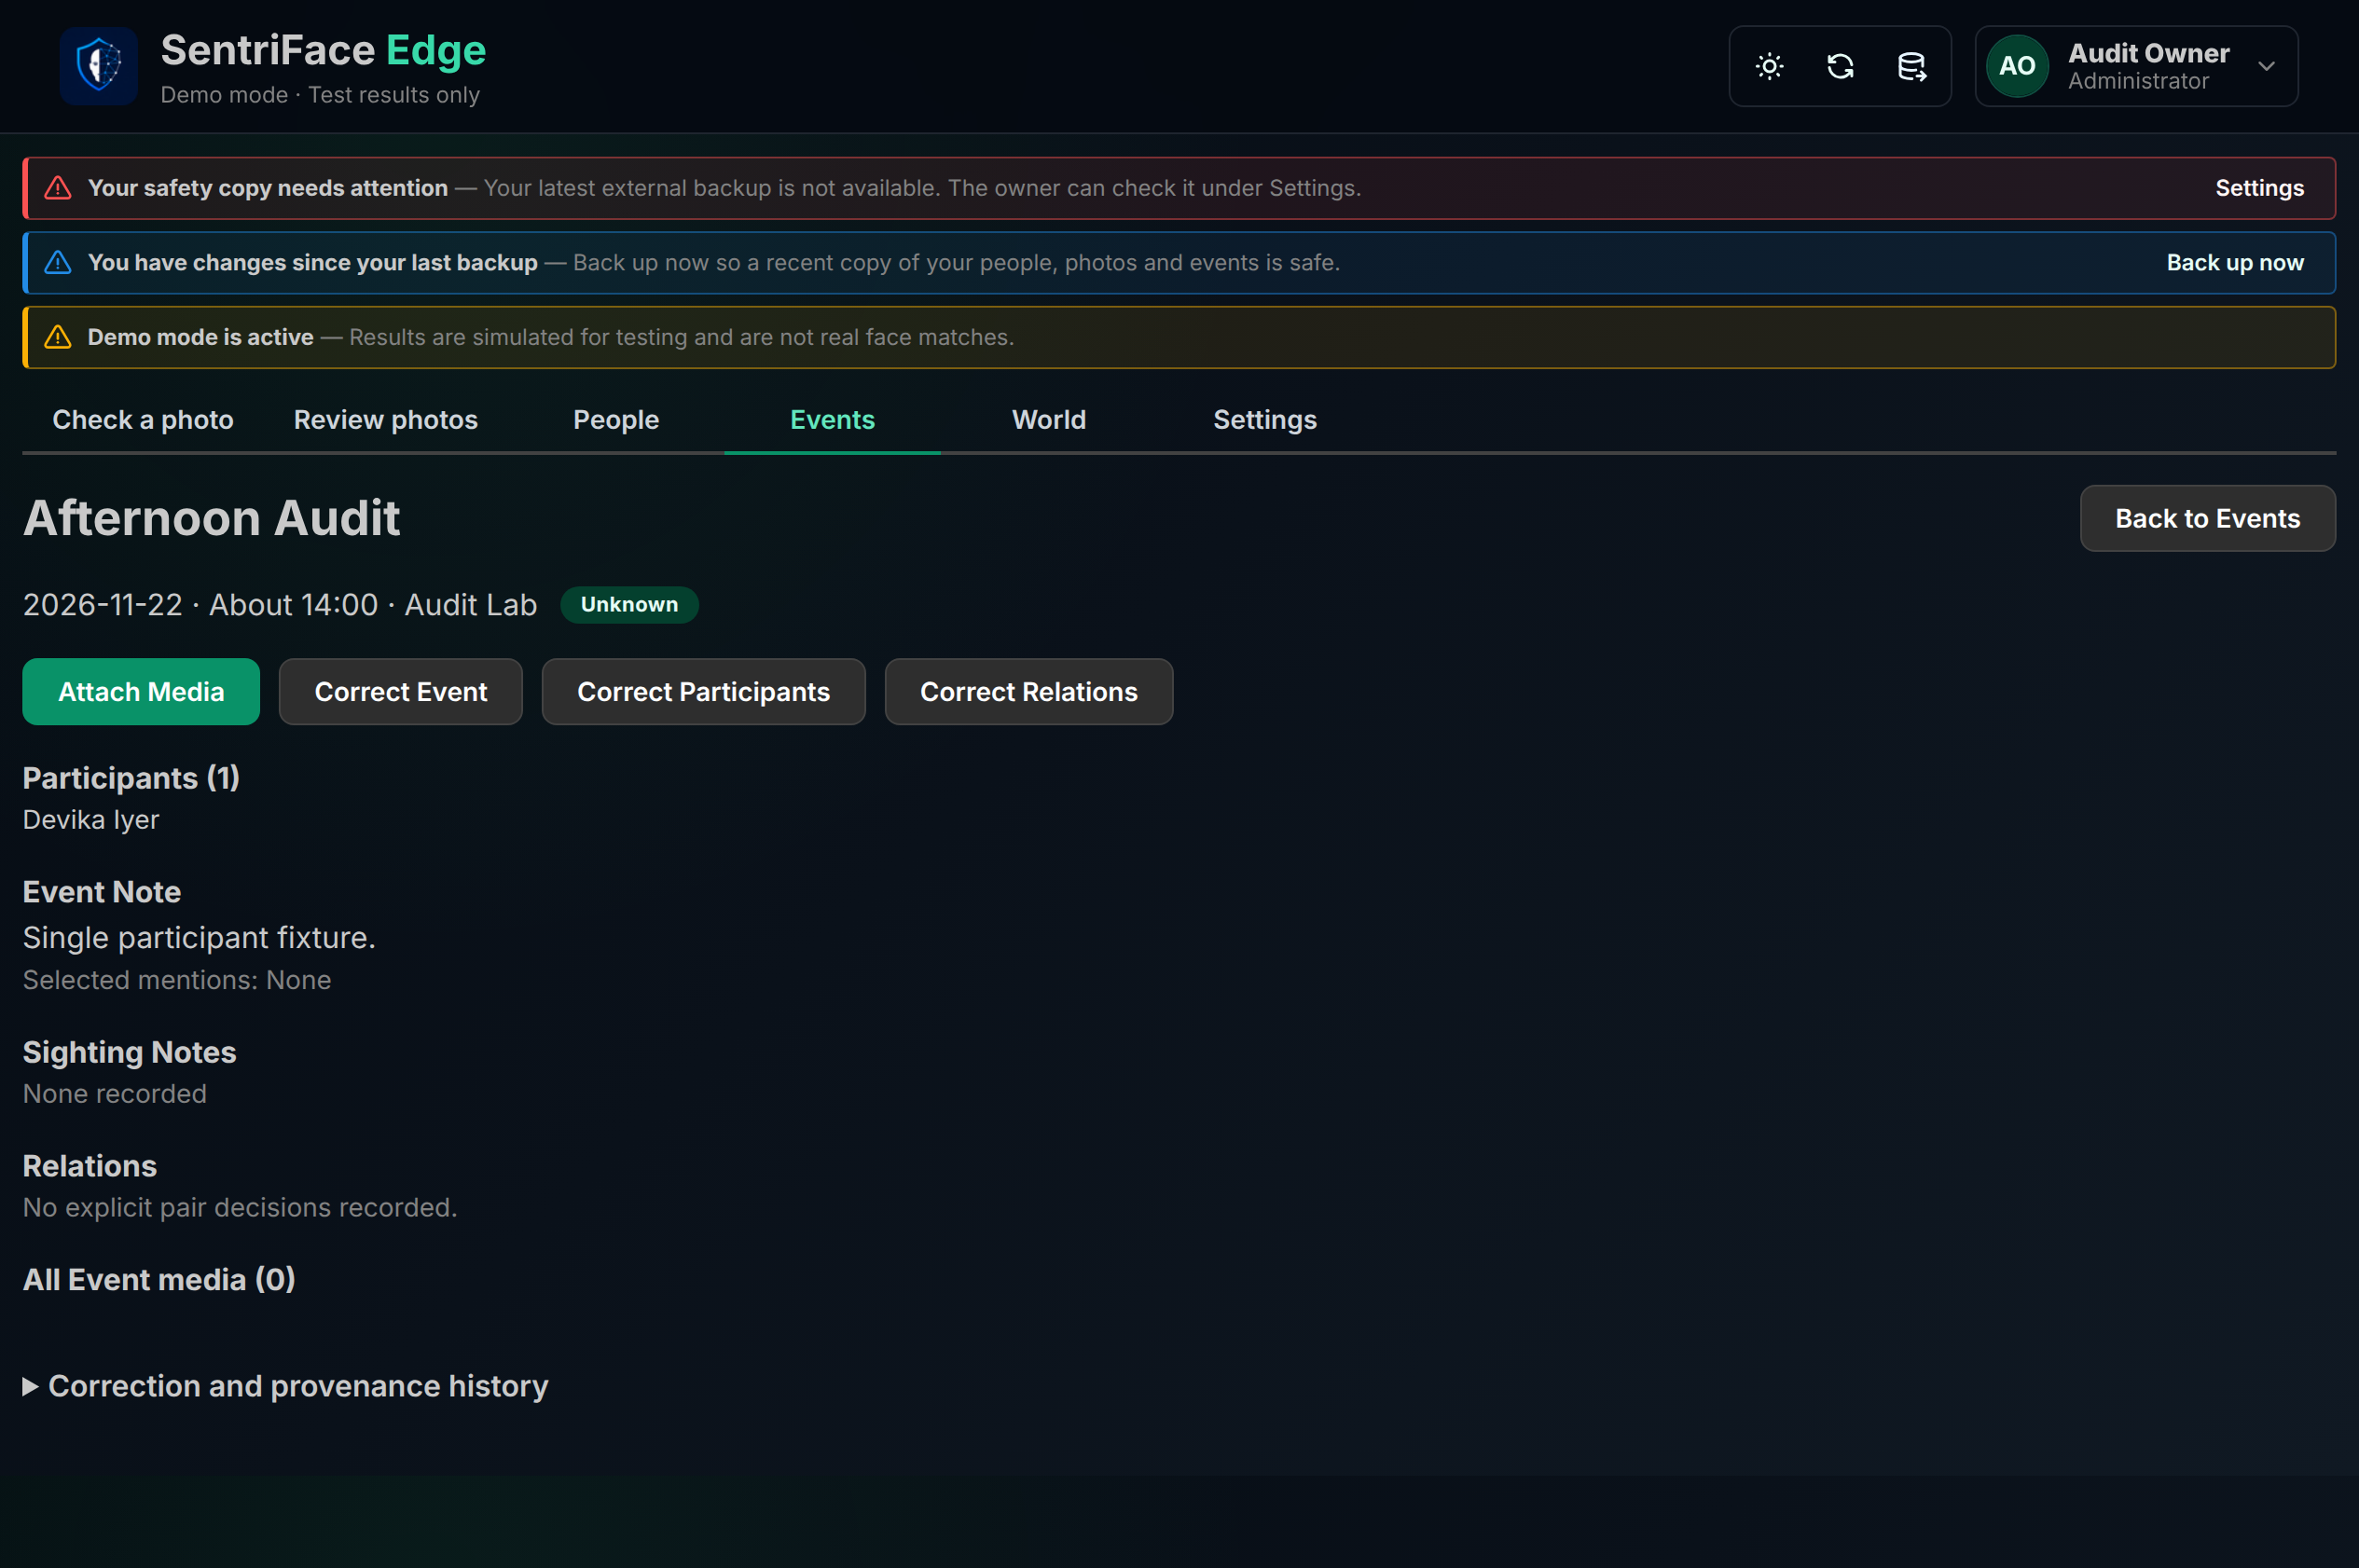 SentriFace Edge
Demo mode · Test results only
AO
Audit Owner
Administrator
Your safety copy needs attention — Your latest external backup is not available. The owner can check it under Settings.
Settings
You have changes since your last backup — Back up now so a recent copy of your people, photos and events is safe.
Back up now
Demo mode is active — Results are simulated for testing and are not real face matches.
Check a photo
Review photos
People
Events
World
Settings
Afternoon Audit
Back to Events
2026-11-22 · About 14:00 · Audit Lab
Unknown
Attach Media
Correct Event
Correct Participants
Correct Relations
Participants (1)
Devika Iyer
Event Note
Single participant fixture.
Selected mentions: None
Sighting Notes
None recorded
Relations
No explicit pair decisions recorded.
All Event media (0)
Correction and provenance history